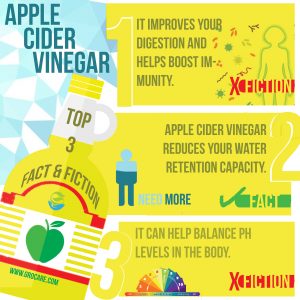 APPLE
CIDER
VINEGAR
TOP
3
FACT & FICTION
WWW.GROCARE.COM
1
IT IMPROVES YOUR
DIGESTION AND
HELPS BOOST IM-
MUNITY.
X FICTION
2
APPLE CIDER VINEGAR
REDUCES YOUR WATER
RETENTION CAPACITY.
NEED MORE
FACT
3
IT CAN HELP BALANCE PH
LEVELS IN THE BODY.
X FICTION